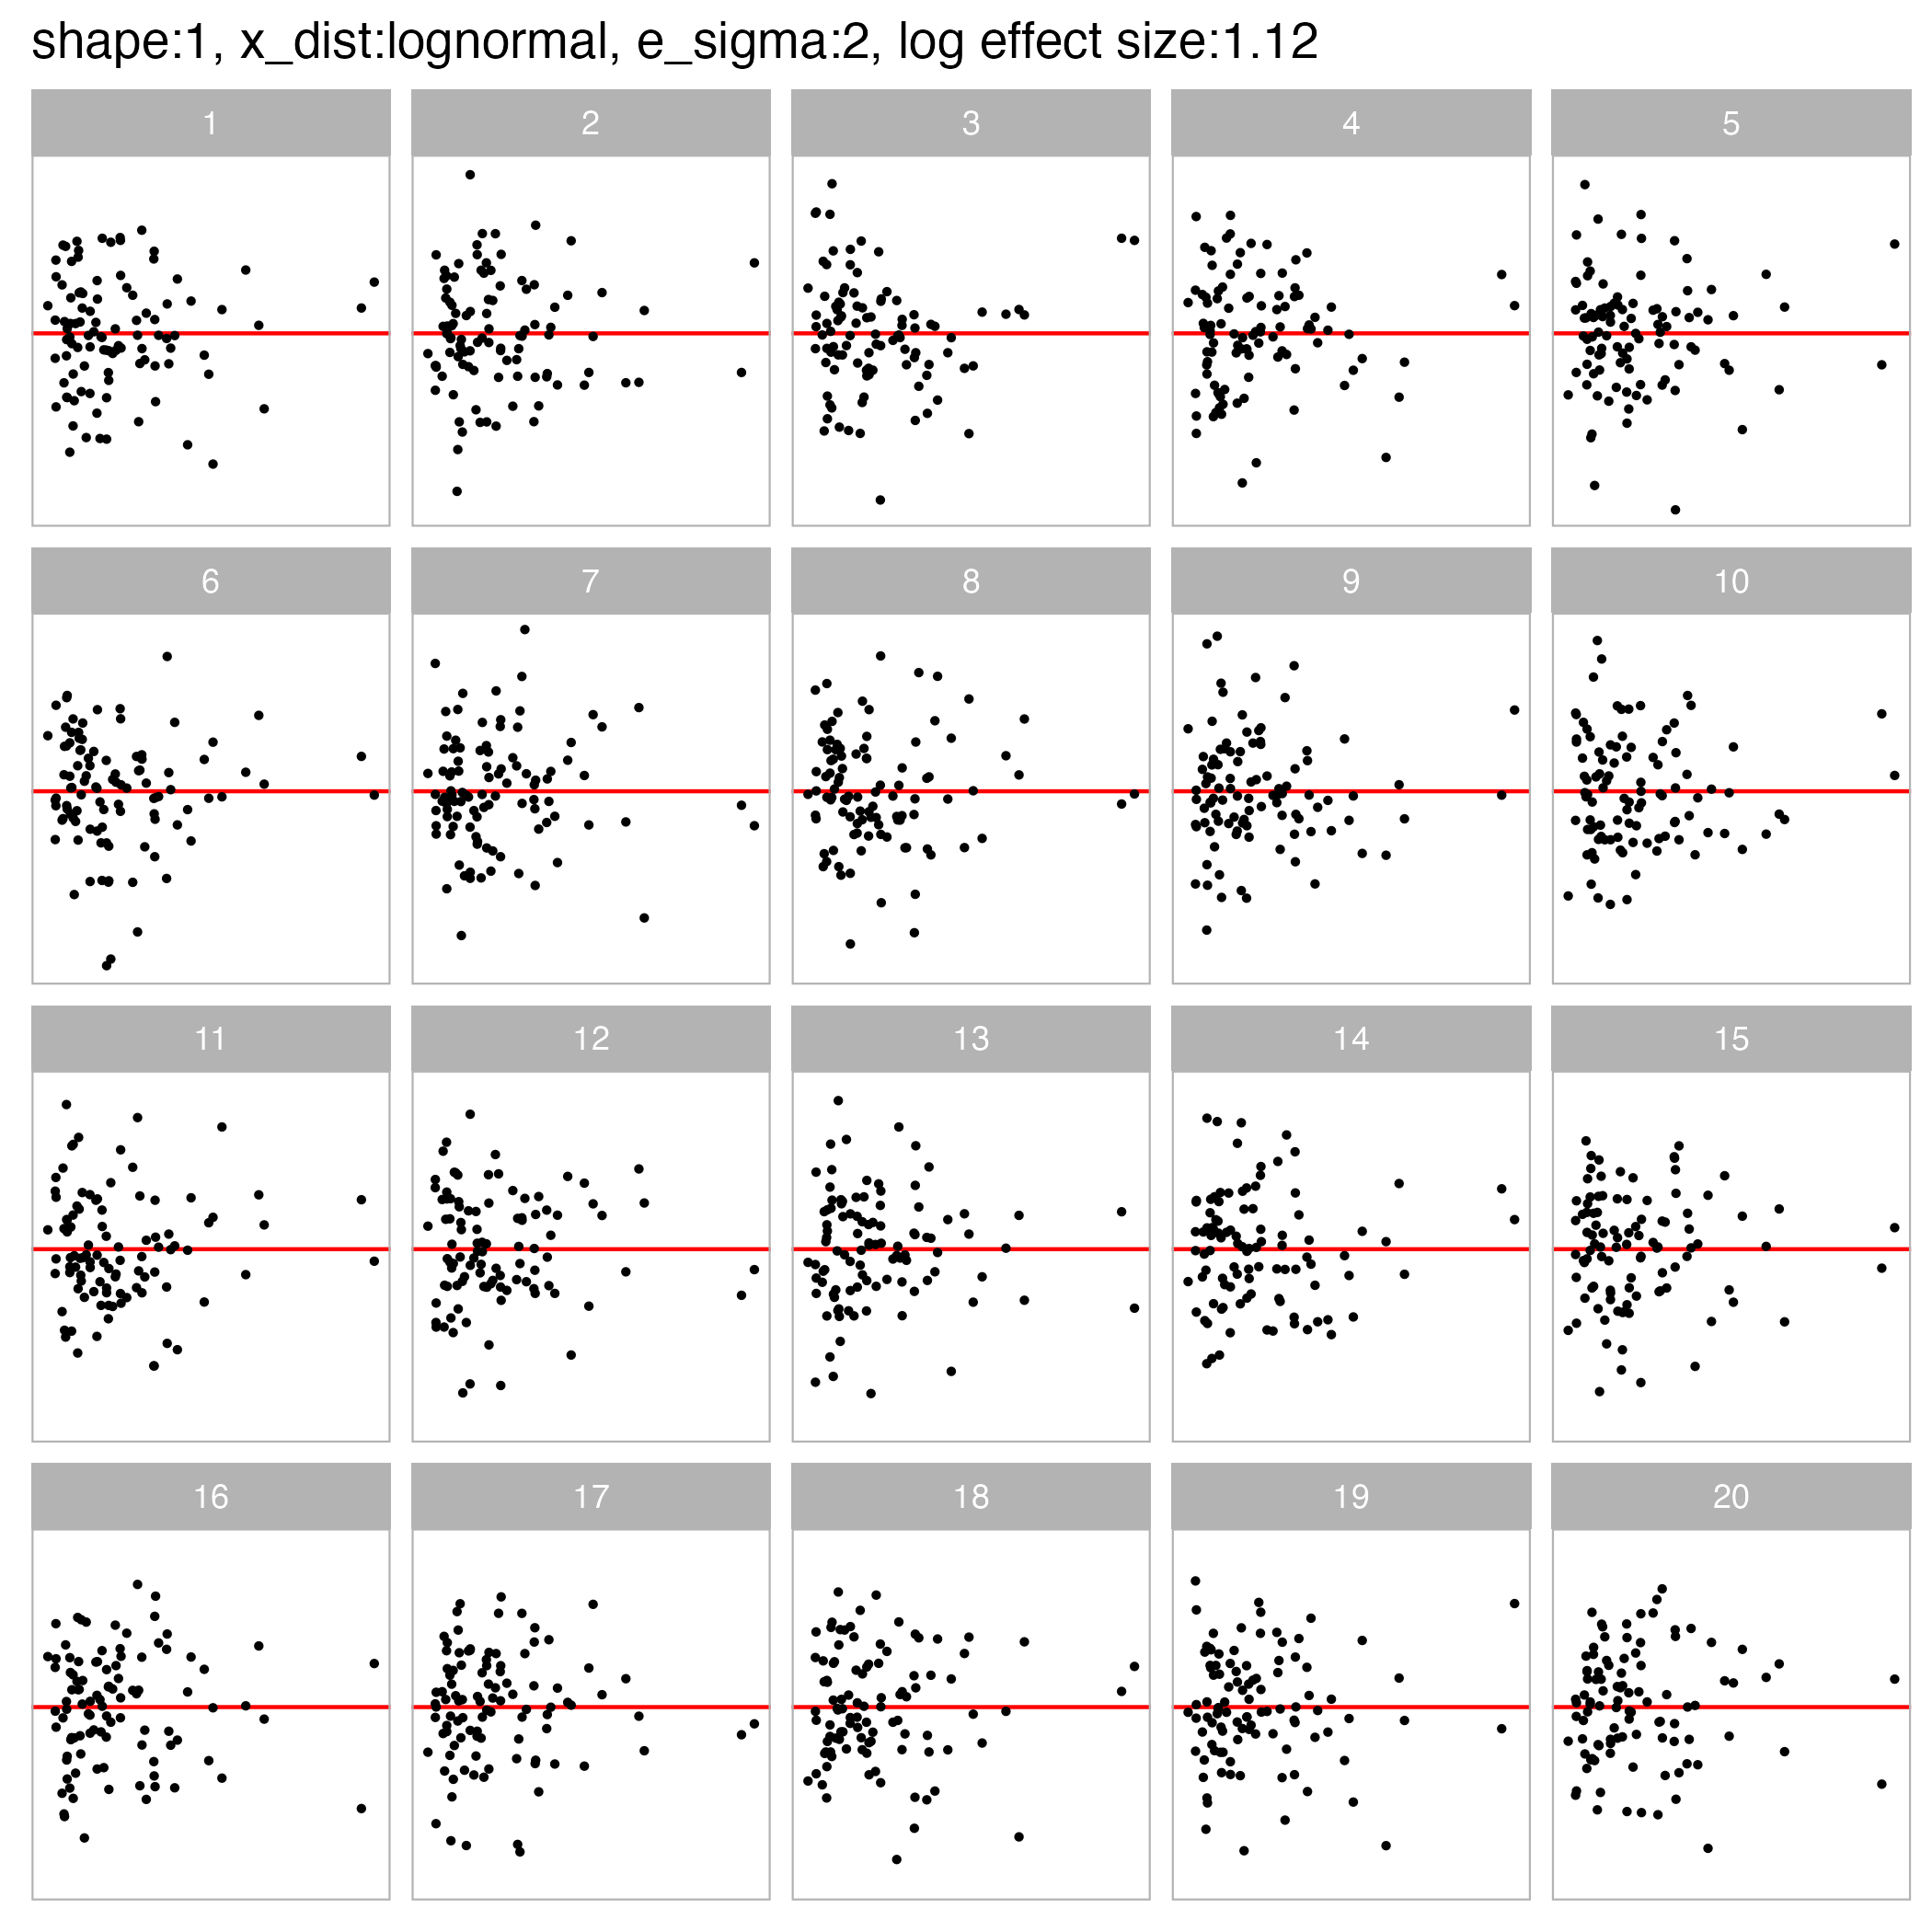 shape:1, x_dist:lognormal, e_sigma:2, log effect size:1.12
1 2 3 4 5
6 7 8 9 10
11 12 13 14 15
16 17 18 19 20